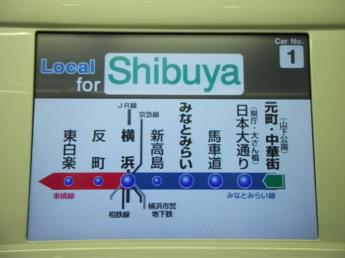 Local for Shibuya
Car No. 1
JR線
京急線
東白楽
反町
横浜
新高島
みなとみらい
馬車道
日本大通り
(県庁・大さん橋)
元町・中華街
(山下公園)
東横線
相鉄線
横浜市営
地下鉄
みなとみらい線